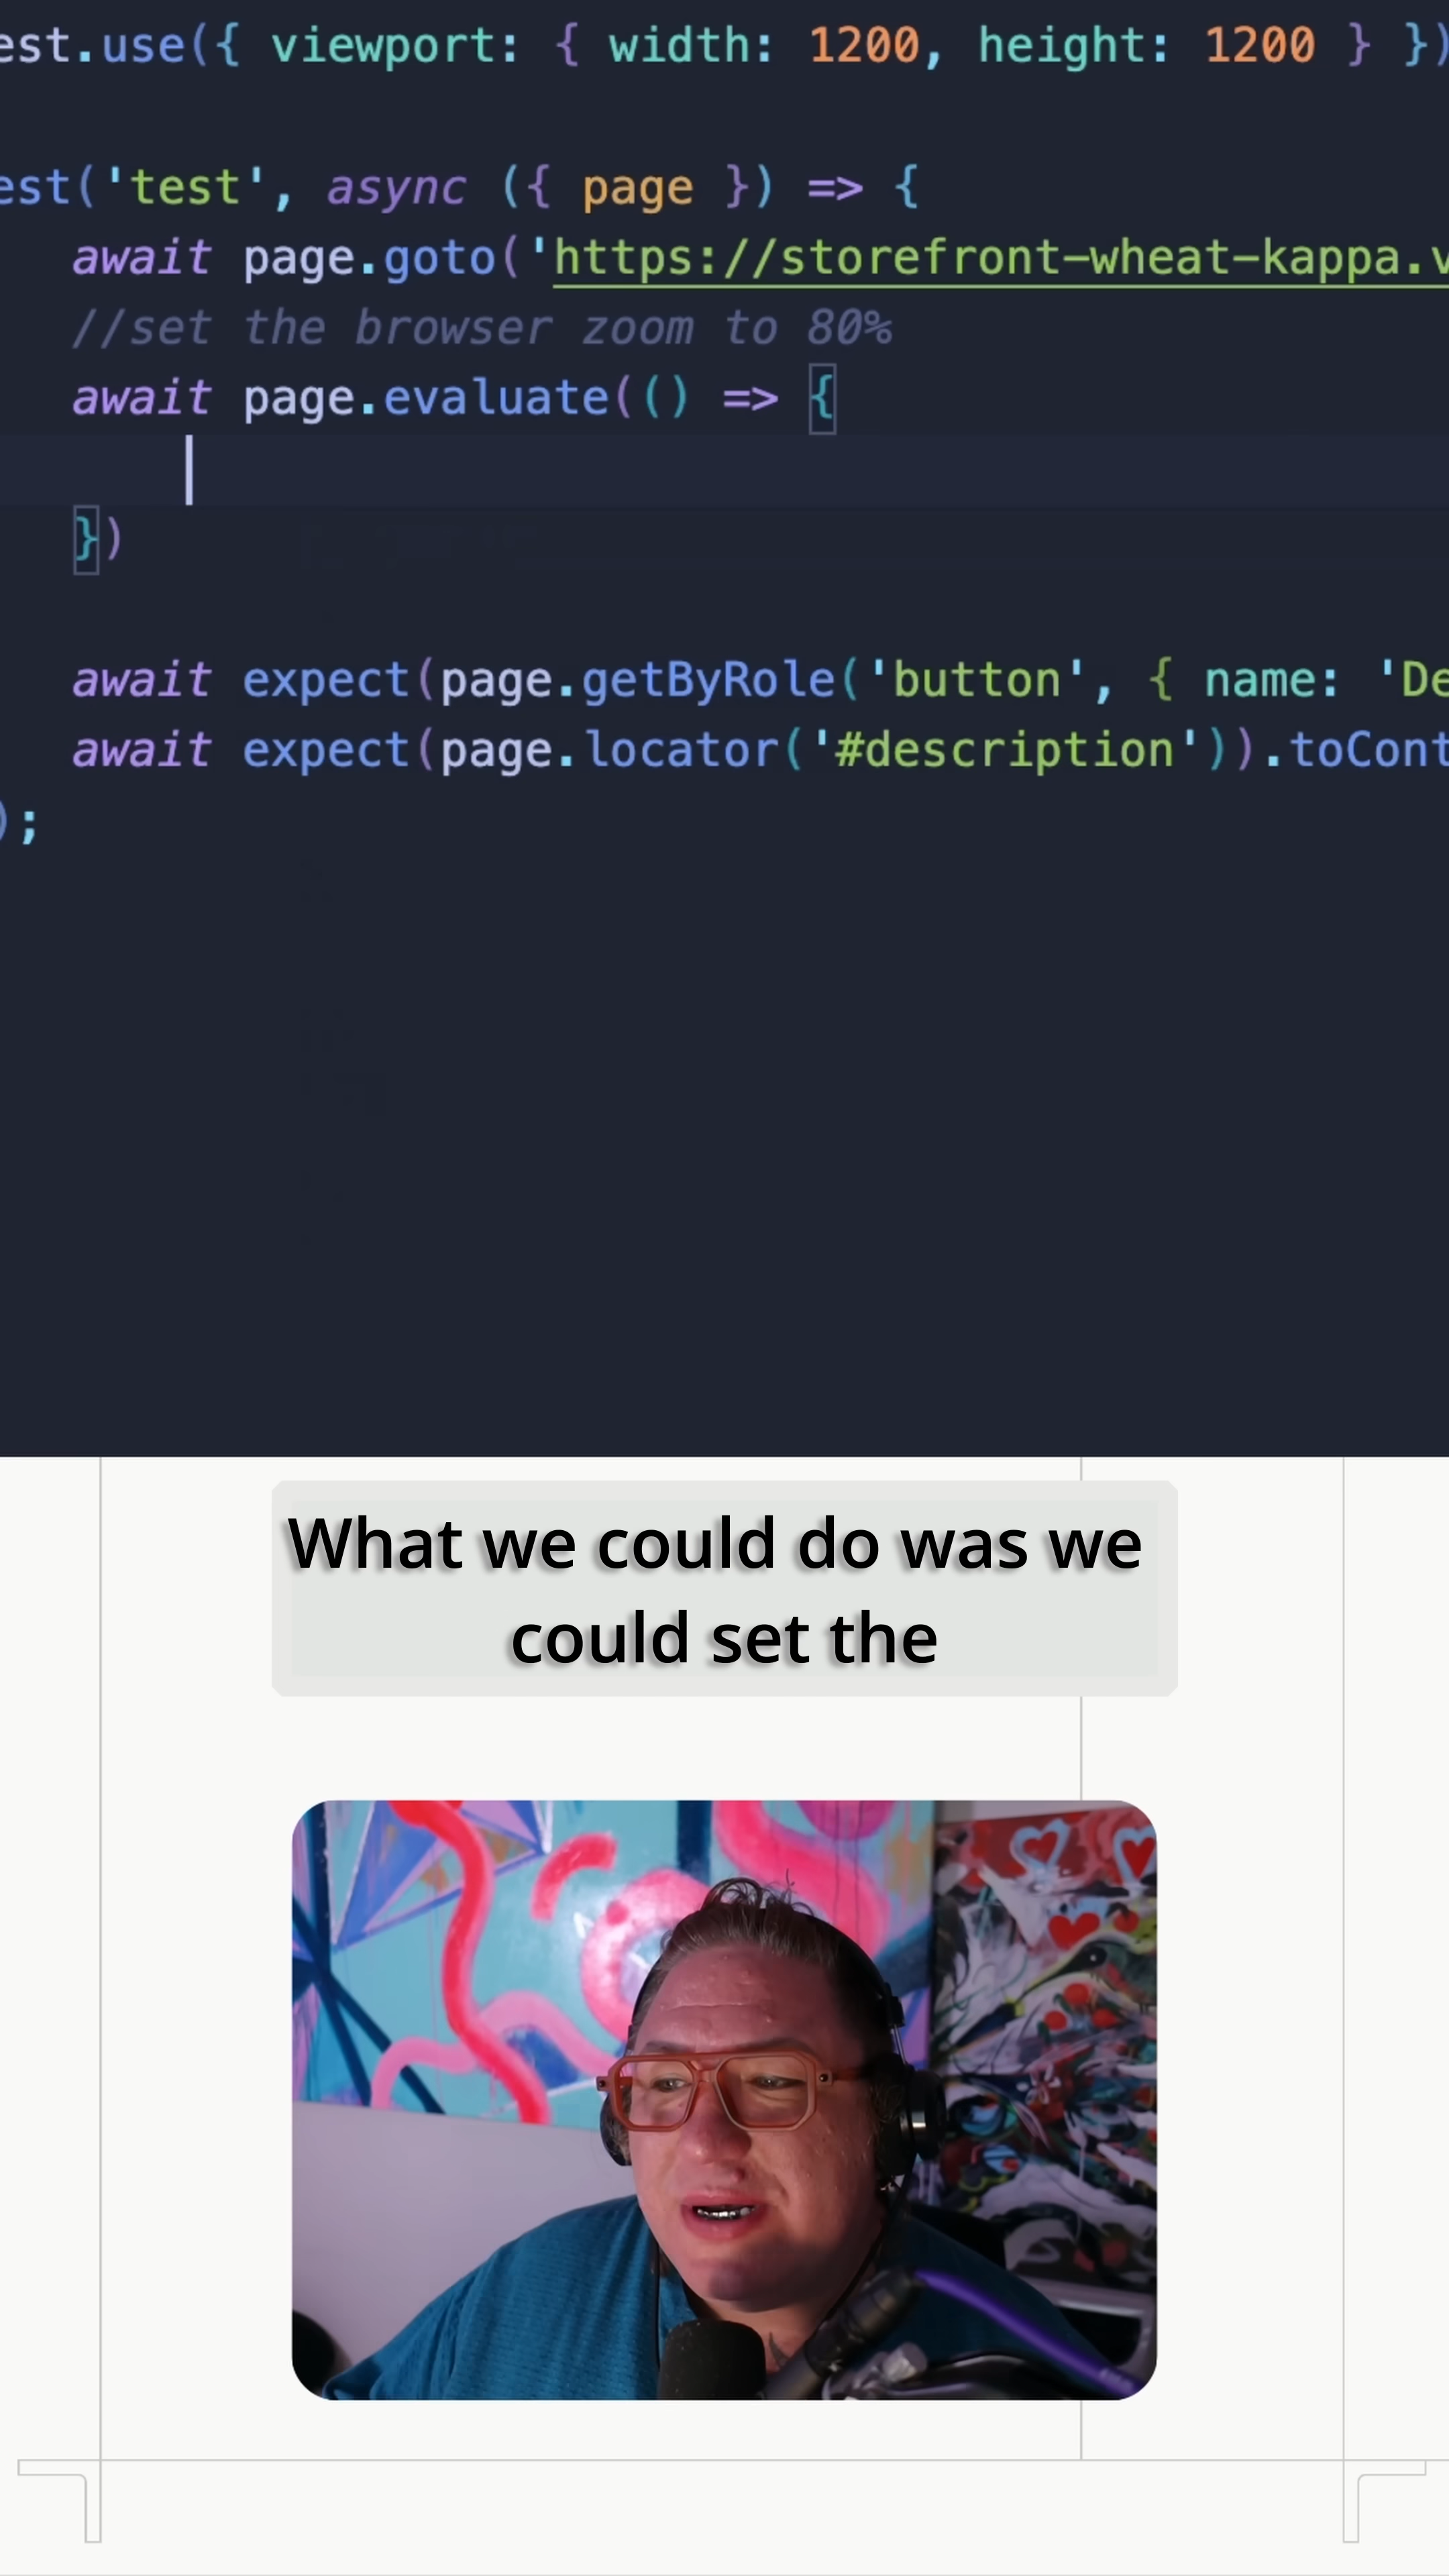 est.use({ viewport: { width: 1200, height: 1200 } })
est('test', async ({ page }) => {
await page.goto('https://storefront-wheat-kappa.v
//set the browser zoom to 80%
await page.evaluate(() => {
})
await expect(page.getByRole('button', { name: 'De
await expect(page.locator('#description')).toCont
);
What we could do was we
could set the